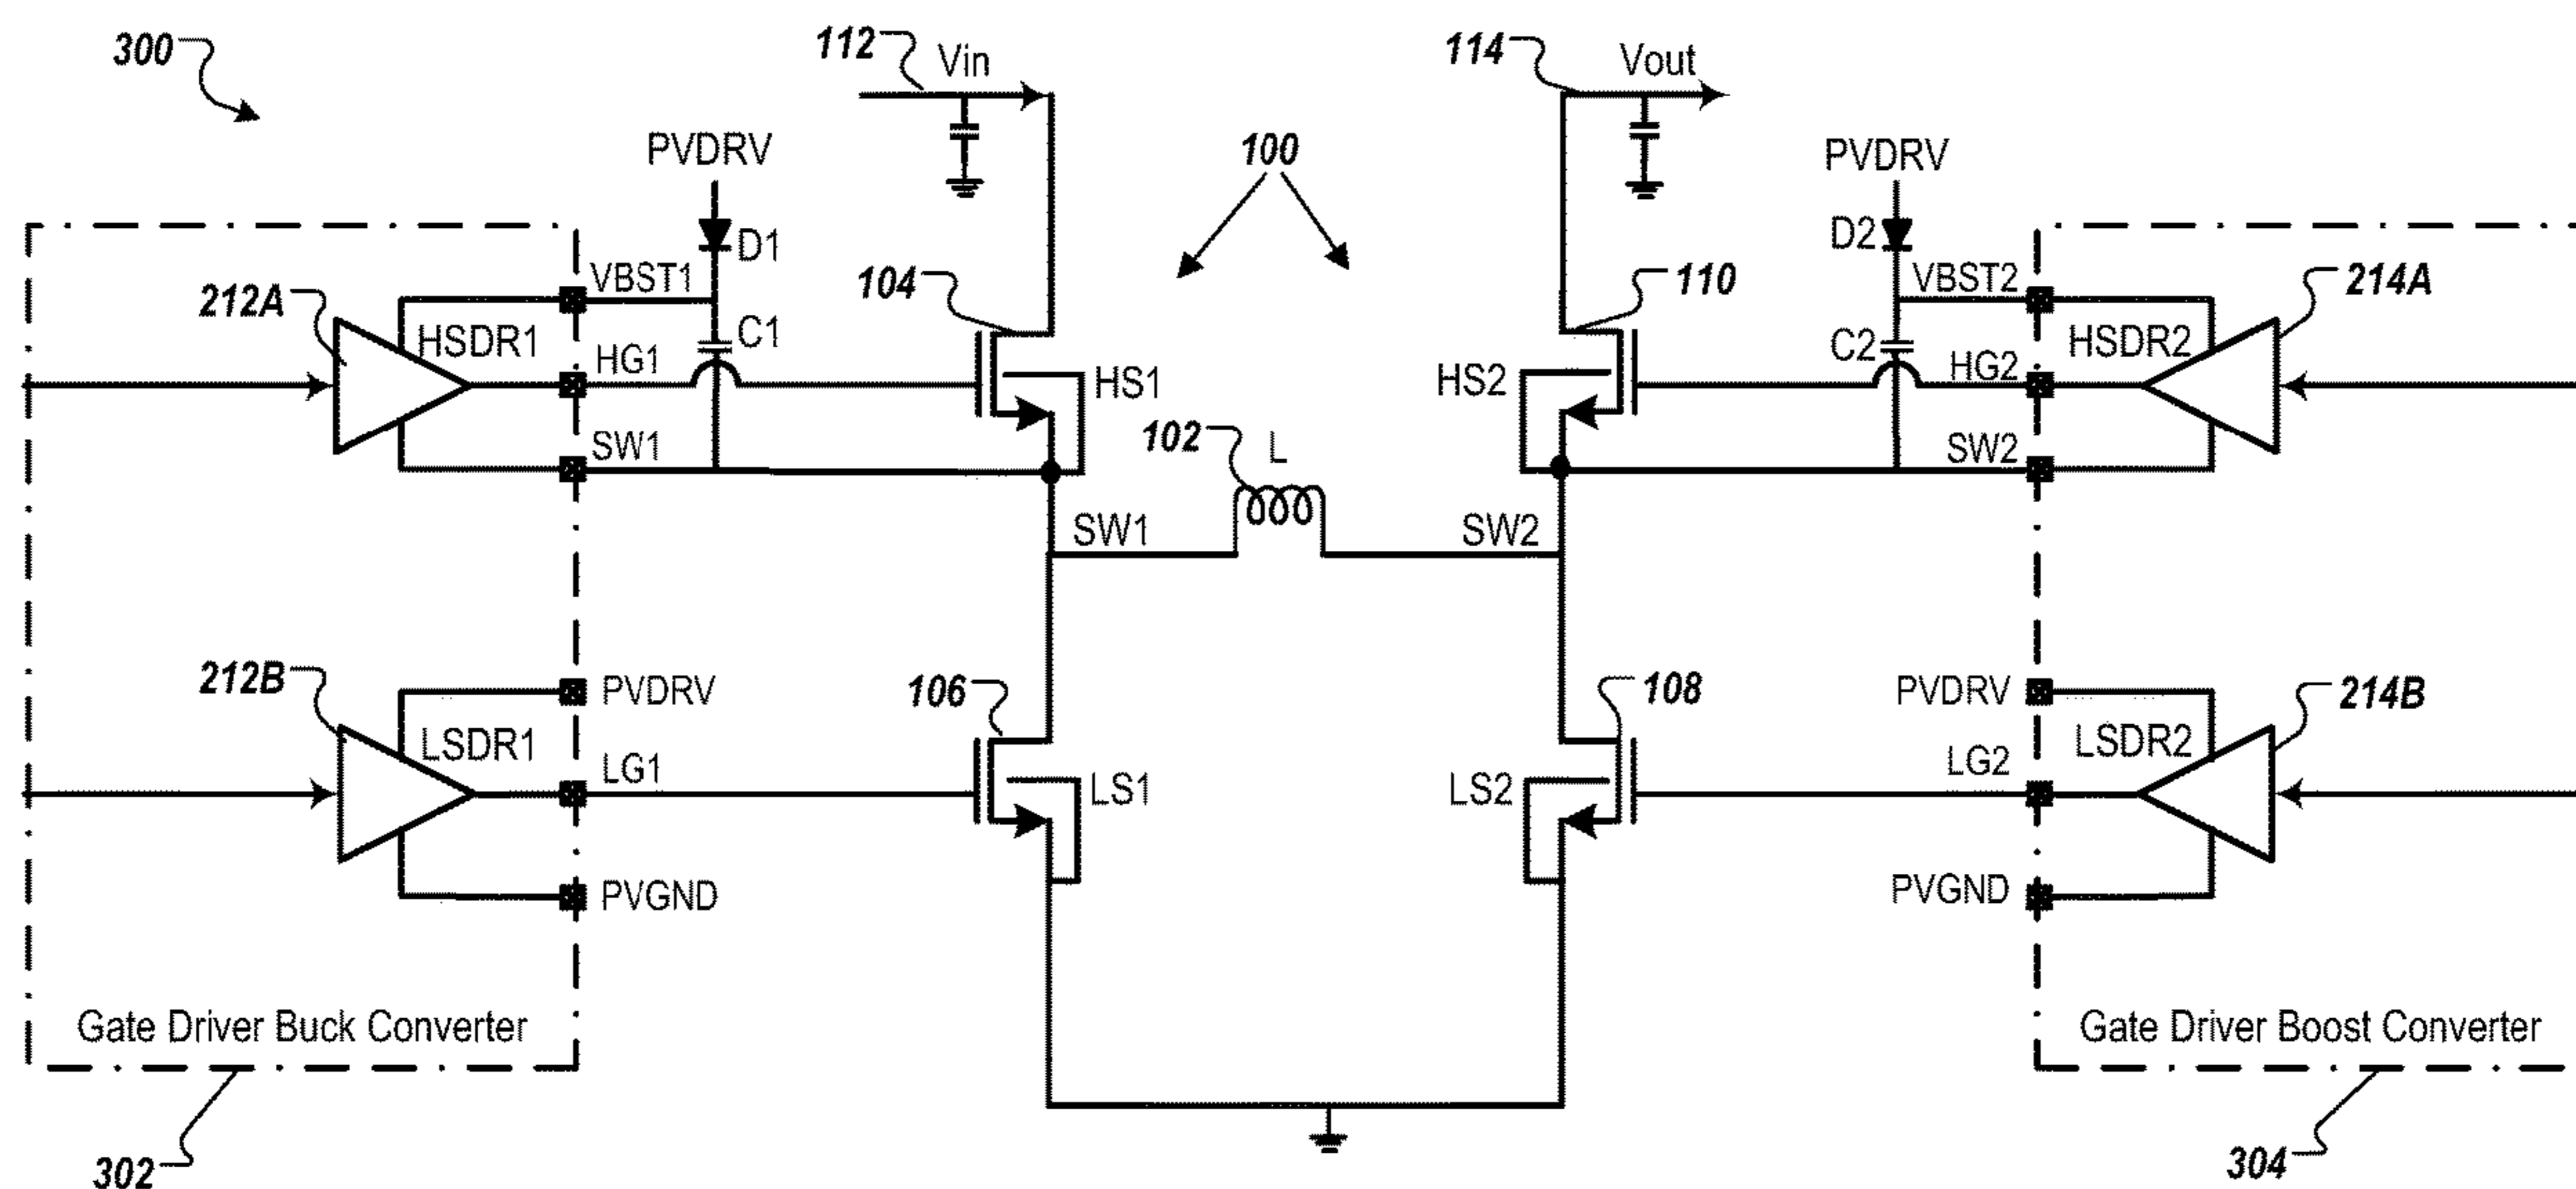 300
112
Vin
114
Vout
PVDRV
100
PVDRV
D1
D2
VBST1
104
110
VBST2
212A
214A
HSDR1
C1
C2
HSDR2
HG1
HS1
HS2
HG2
SW1
102
L
SW2
SW1
SW2
212B
PVDRV
106
108
PVDRV
214B
LSDR1
LSDR2
LG1
LS1
LS2
LG2
PVGND
PVGND
Gate Driver Buck Converter
Gate Driver Boost Converter
302
304